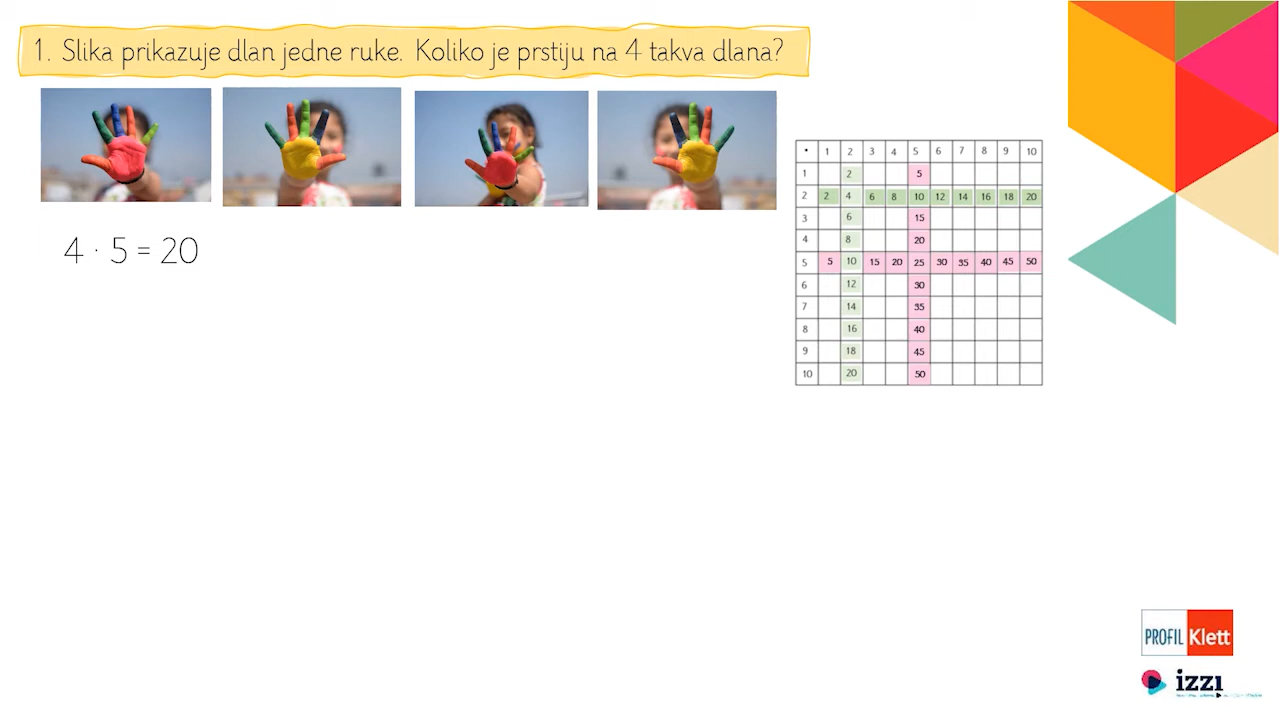 1. Slika prikazuje dlan jedne ruke. Koliko je prstiju na 4 takva dlana?
4 · 5 = 20
· 1 2 3 4 5 6 7 8 9 10
1 2 5
2 2 4 6 8 10 12 14 16 18 20
3 6 15
4 8 20
5 5 10 15 20 25 30 35 40 45 50
6 12 30
7 14 35
8 16 40
9 18 45
10 20 50
PROFIL Klett
izzi